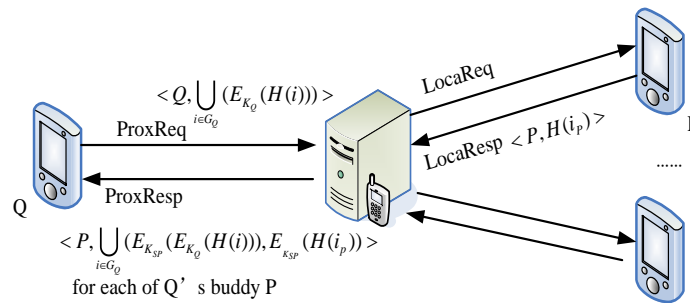 < Q, ⋃_{i∈G_Q} (E_{K_Q}(H(i))) >
ProxReq
ProxResp
Q
< P, ⋃_{i∈G_Q} (E_{K_{SP}}(E_{K_Q}(H(i))), E_{K_{SP}}(H(i_p)) >
for each of Q's buddy P
LocaReq
LocaResp < P, H(i_P) >
......